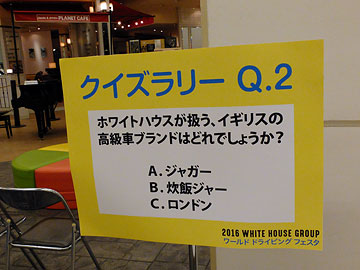 PLANET CAFE
クイズラリー Q.2
ホワイトハウスが扱う、イギリスの
高級車ブランドはどれでしょうか?
A.ジャガー
B.炊飯ジャー
C.ロンドン
2016 WHITE HOUSE GROUP
ワールド ドライビング フェスタ